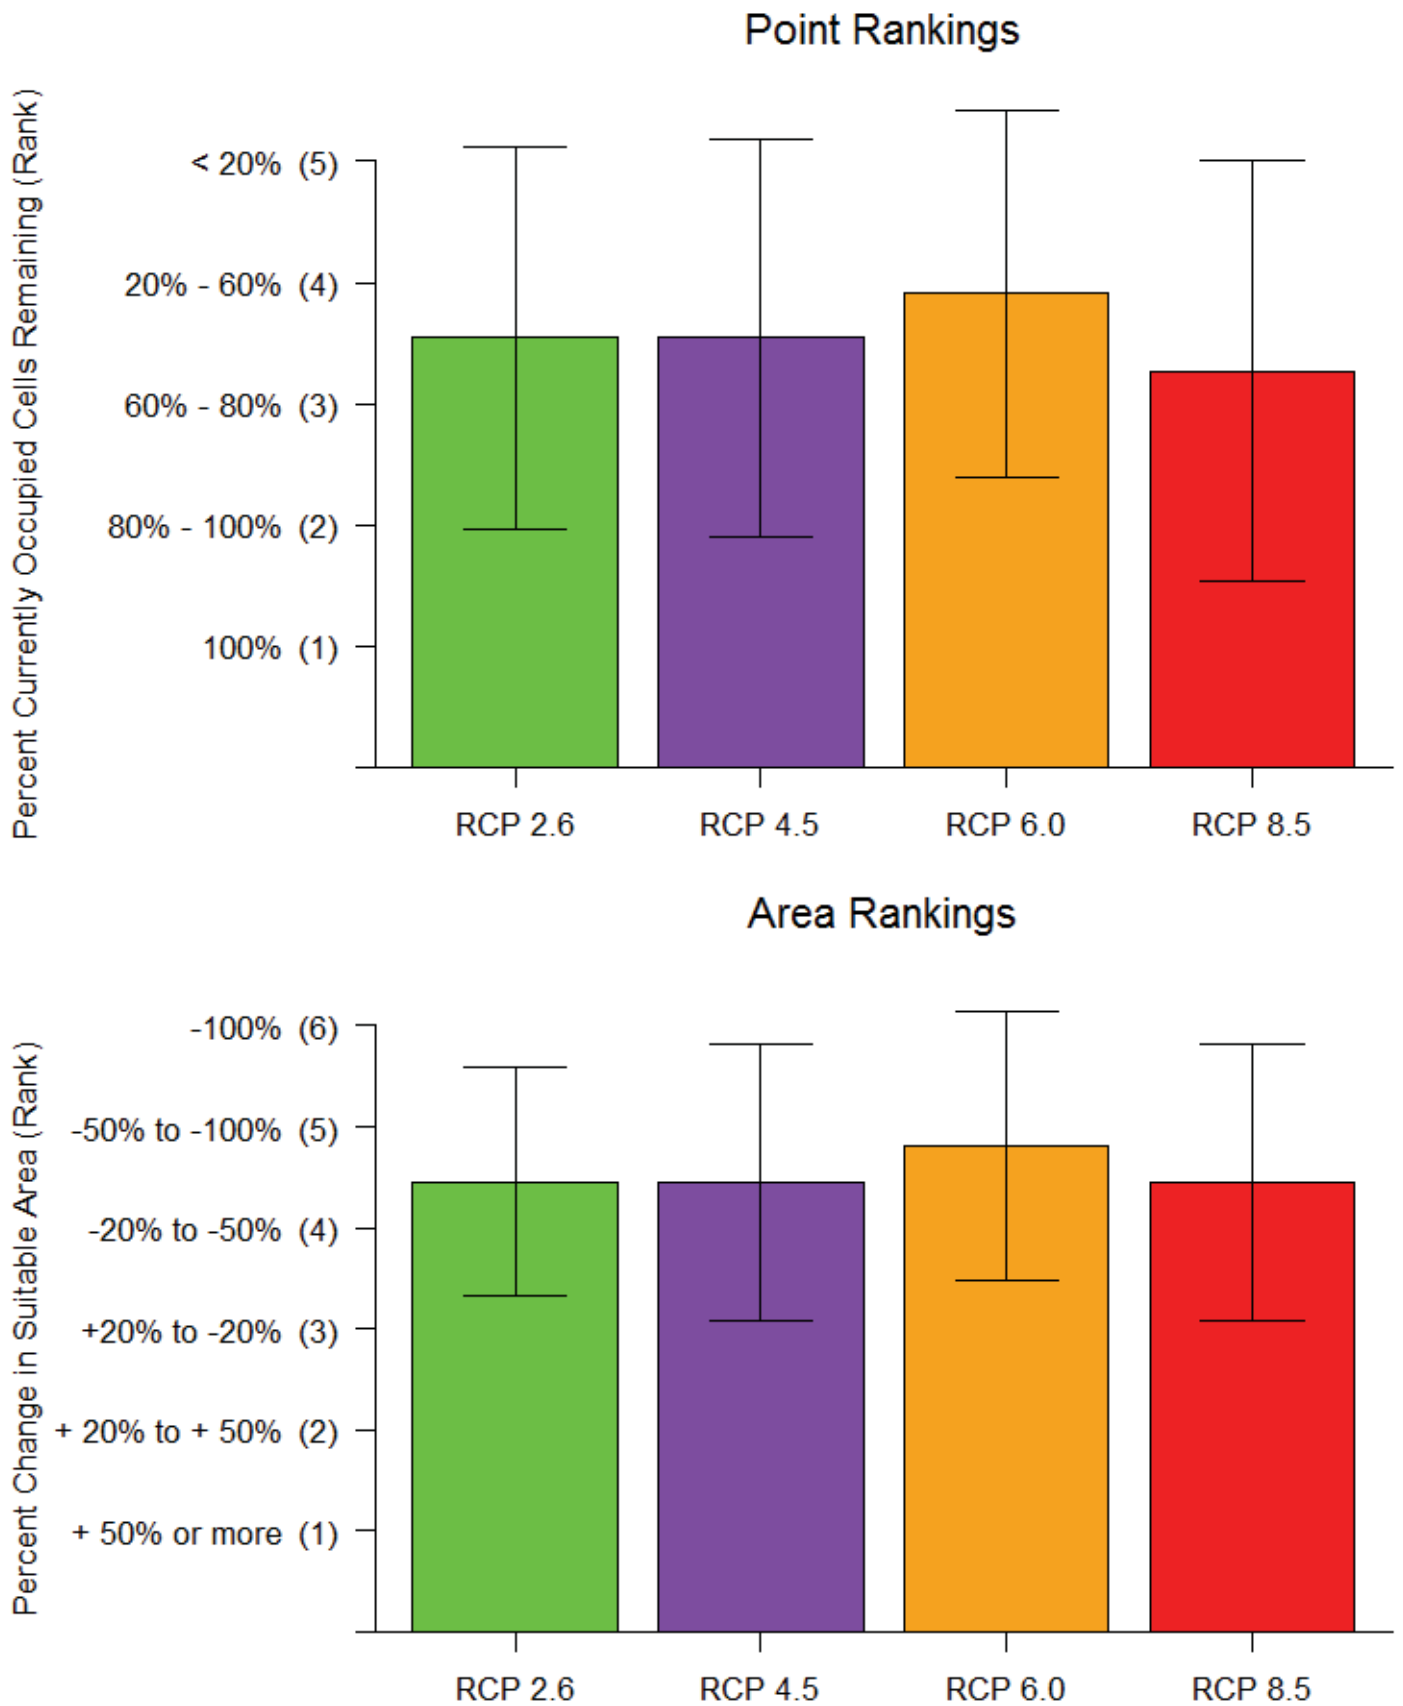 Point Rankings
Percent Currently Occupied Cells Remaining (Rank)
< 20% (5)
20% - 60% (4)
60% - 80% (3)
80% - 100% (2)
100% (1)
RCP 2.6 RCP 4.5 RCP 6.0 RCP 8.5
Area Rankings
Percent Change in Suitable Area (Rank)
-100% (6)
-50% to -100% (5)
-20% to -50% (4)
+20% to -20% (3)
+ 20% to + 50% (2)
+ 50% or more (1)
RCP 2.6 RCP 4.5 RCP 6.0 RCP 8.5